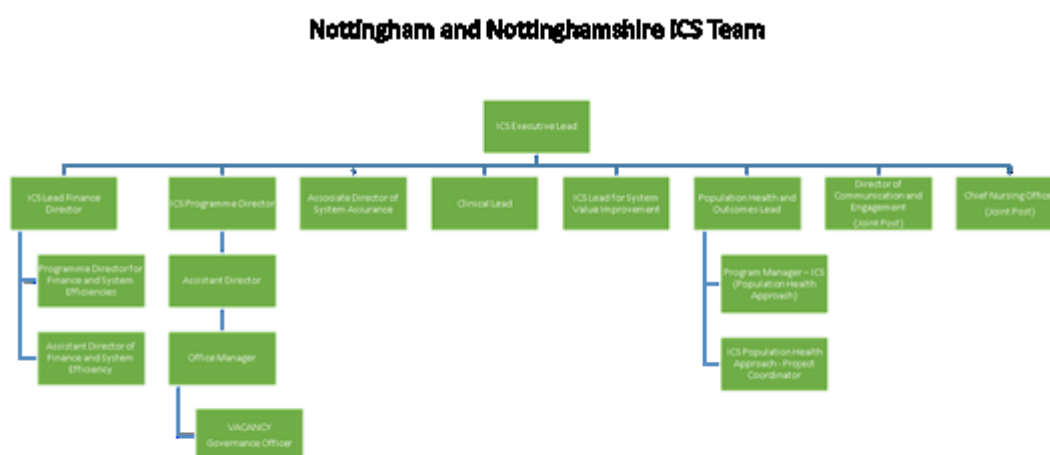 Nottingham and Nottinghamshire ICS Team
ICS Executive Lead
ICS Lead Finance
Director
ICS Programme Director
Associate Director of
System Assurance
Clinical Lead
ICS Lead for System
Value Improvement
Population Health and
Outcomes Lead
Director of
Communication and
Engagement
(Joint Post)
Chief Nursing Office
(Joint Post)
Programme Director for
Finance and System
Efficiencies
Assistant Director
Program Manager – ICS
(Population Health
Approach)
Assistant Director of
Finance and System
Efficiency
Office Manager
ICS Population Health
Approach - Project
Coordinator
VACANCY
Governance Officer